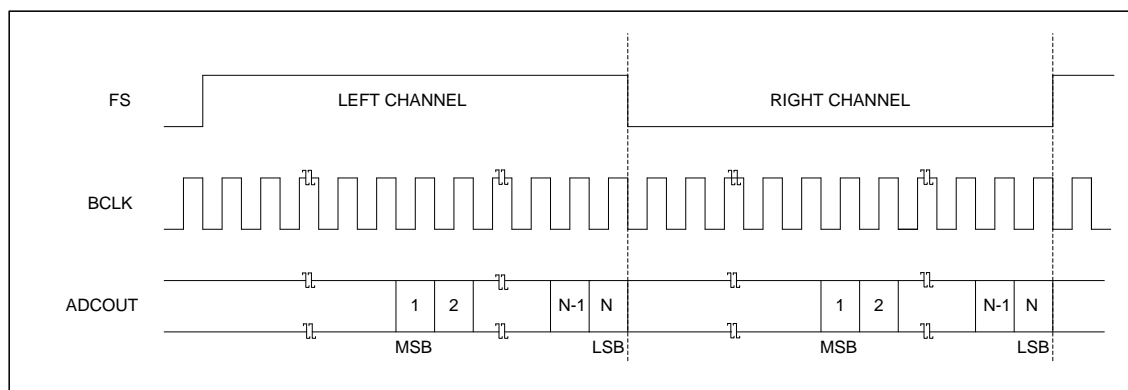 FS
LEFT CHANNEL
RIGHT CHANNEL
BCLK
ADCOUT
1
2
N-1
N
1
2
N-1
N
MSB
LSB
MSB
LSB